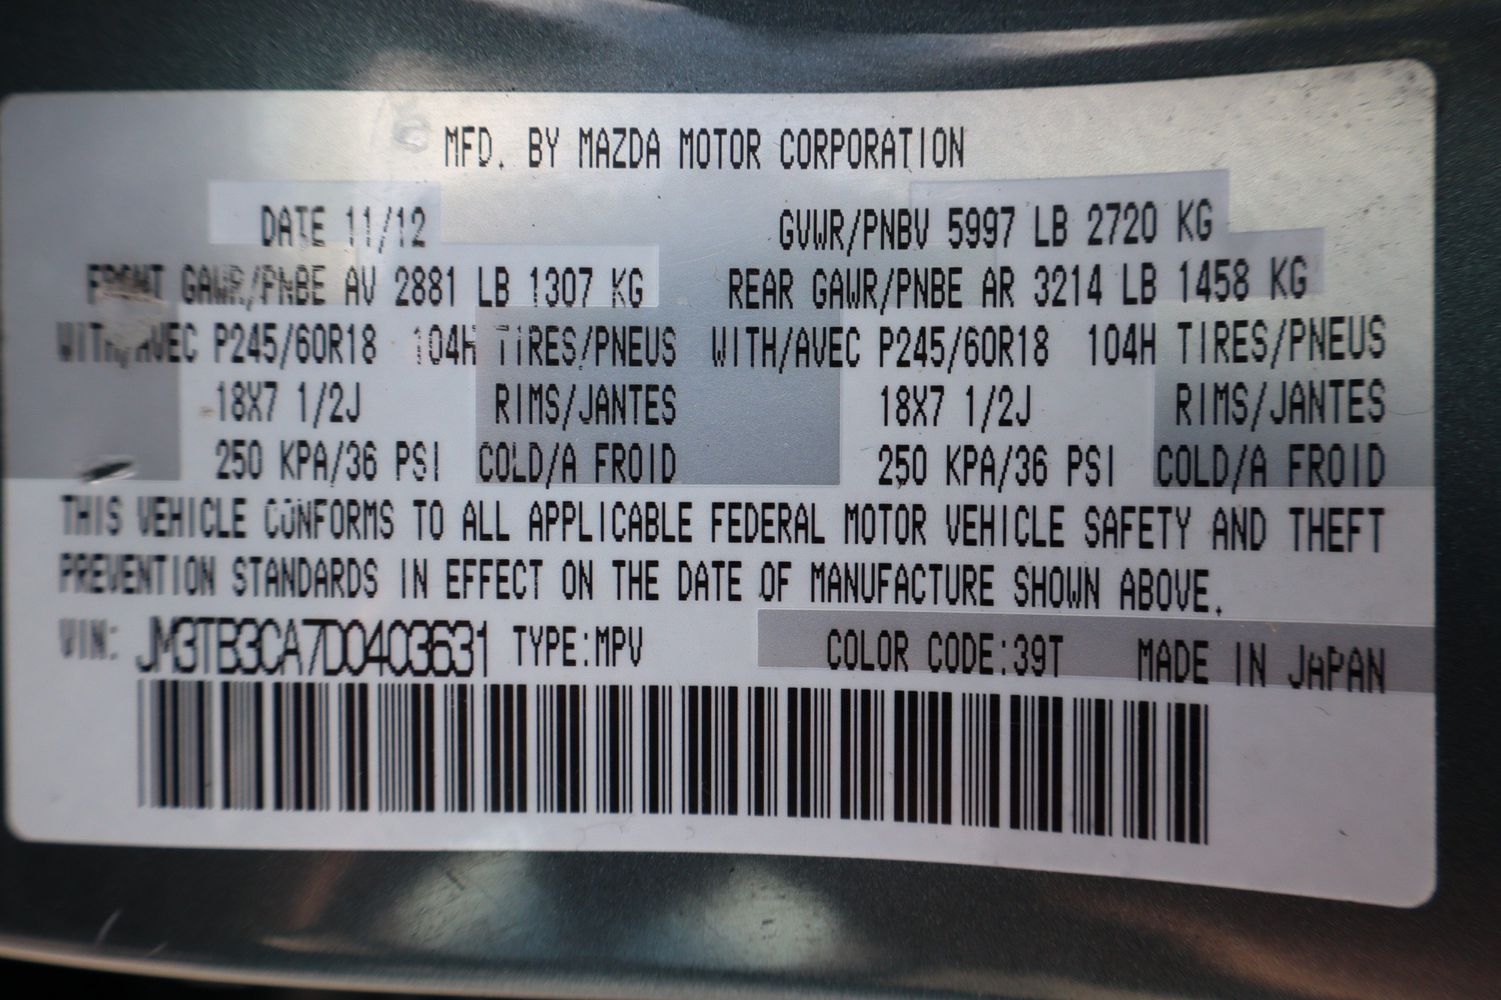 MFD. BY MAZDA MOTOR CORPORATION
DATE 11/12 GVWR/PNBV 5997 LB 2720 KG
FRONT GAWR/PNBE AV 2881 LB 1307 KG REAR GAWR/PNBE AR 3214 LB 1458 KG
WITH/AVEC P245/60R18 104H TIRES/PNEUS WITH/AVEC P245/60R18 104H TIRES/PNEUS
18X7 1/2J RIMS/JANTES 18X7 1/2J RIMS/JANTES
250 KPA/36 PSI COLD/A FROID 250 KPA/36 PSI COLD/A FROID
THIS VEHICLE CONFORMS TO ALL APPLICABLE FEDERAL MOTOR VEHICLE SAFETY AND THEFT
PREVENTION STANDARDS IN EFFECT ON THE DATE OF MANUFACTURE SHOWN ABOVE.
VIN: JM3TB3CA7D0403631 TYPE:MPV COLOR CODE:39T MADE IN JAPAN